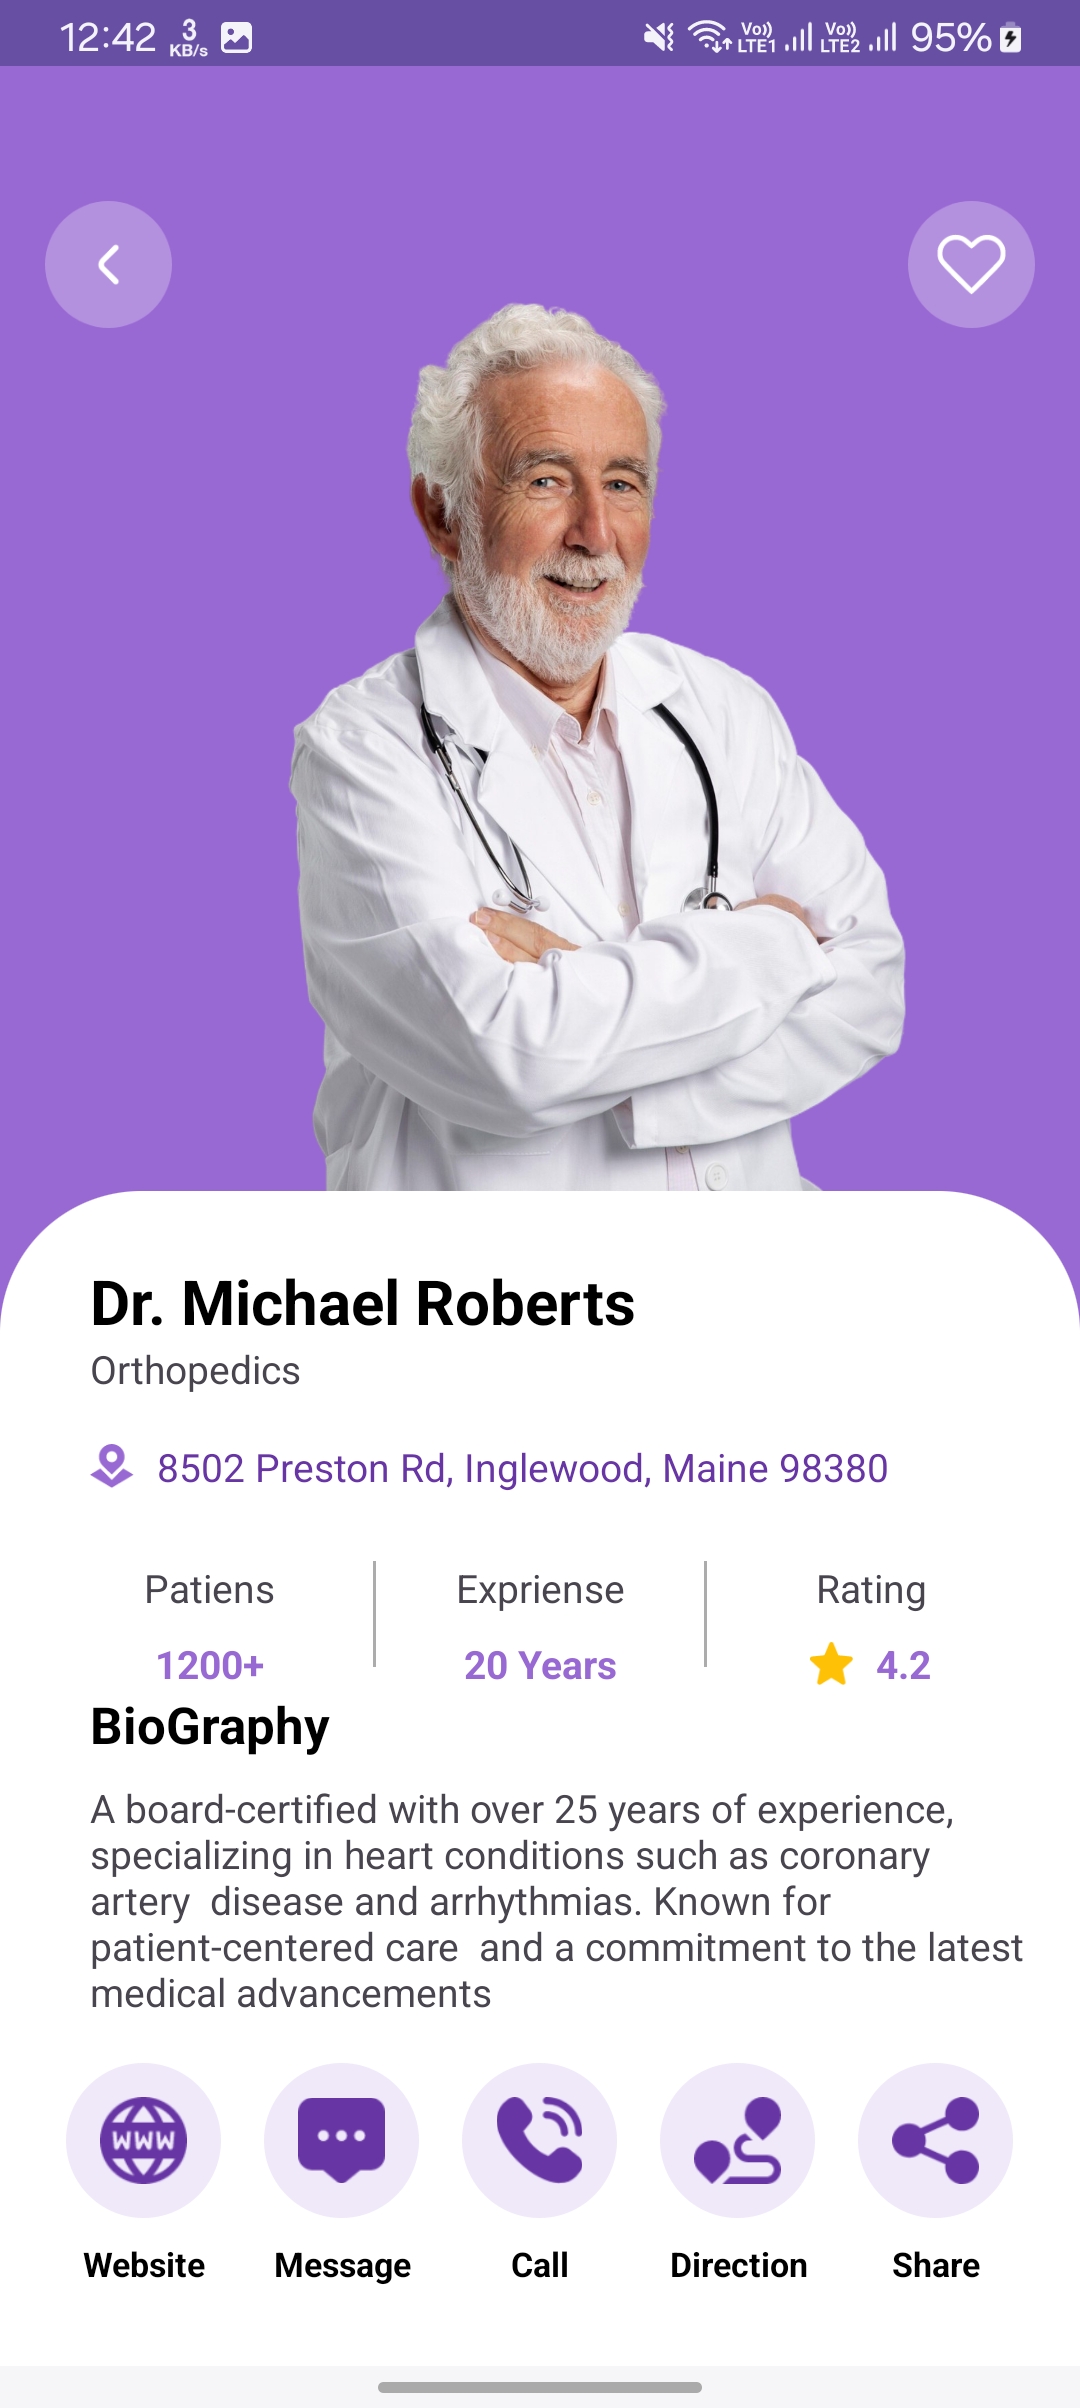 12:42 3 KB/s Vo)) LTE1 Vo)) LTE2 95%
Dr. Michael Roberts
Orthopedics
8502 Preston Rd, Inglewood, Maine 98380
Patiens Expriense Rating
1200+ 20 Years 4.2
BioGraphy
A board-certified with over 25 years of experience,
specializing in heart conditions such as coronary
artery  disease and arrhythmias. Known for
patient-centered care  and a commitment to the latest
medical advancements
WWW
Website Message Call Direction Share